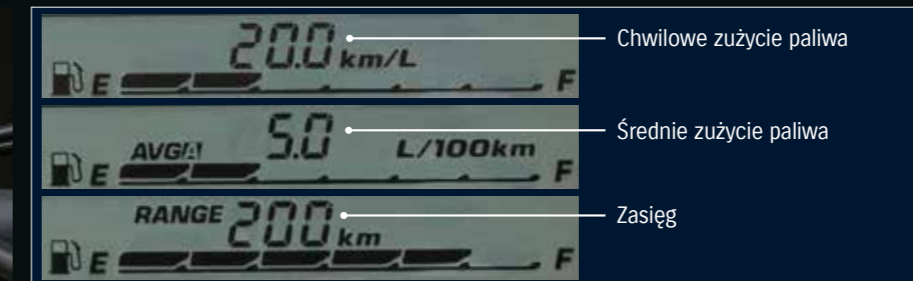 20.0 km/L
Chwilowe zużycie paliwa
E F
AVG/A 5.0 L/100km
Średnie zużycie paliwa
E F
RANGE 200 km
Zasięg
E F